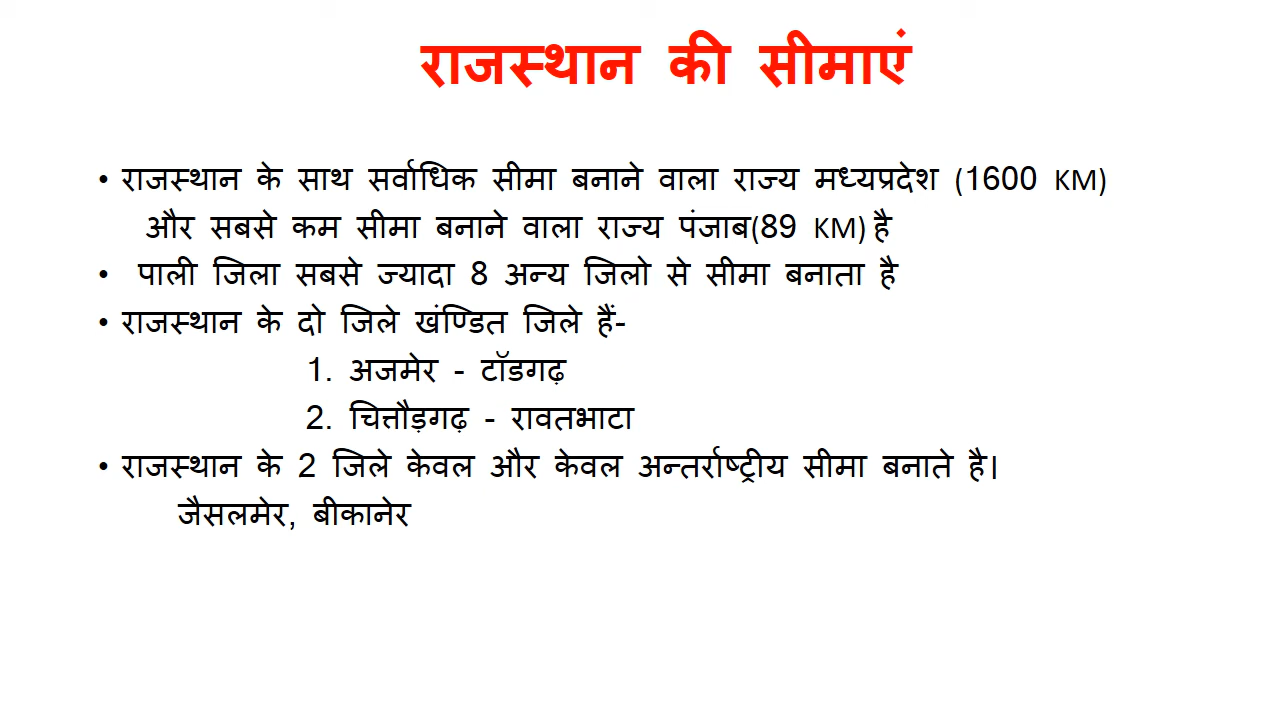 राजस्थान की सीमाएं
• राजस्थान के साथ सर्वाधिक सीमा बनाने वाला राज्य मध्यप्रदेश (1600 KM)
और सबसे कम सीमा बनाने वाला राज्य पंजाब(89 KM) है
• पाली जिला सबसे ज्यादा 8 अन्य जिलो से सीमा बनाता है
• राजस्थान के दो जिले खंण्डित जिले हैं-
1. अजमेर - टॉडगढ़
2. चित्तौड़गढ़ - रावतभाटा
• राजस्थान के 2 जिले केवल और केवल अन्तर्राष्ट्रीय सीमा बनाते है।
जैसलमेर, बीकानेर